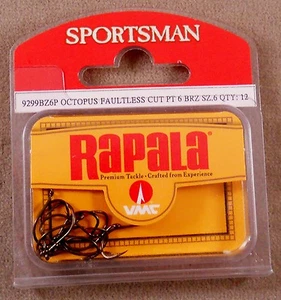 SPORTSMAN
9299BZ6P OCTOPUS FAULTLESS CUT PT 6 BRZ SZ.6 QTY: 12
RAPALA
Premium Tackle - Crafted from Experience
VMC